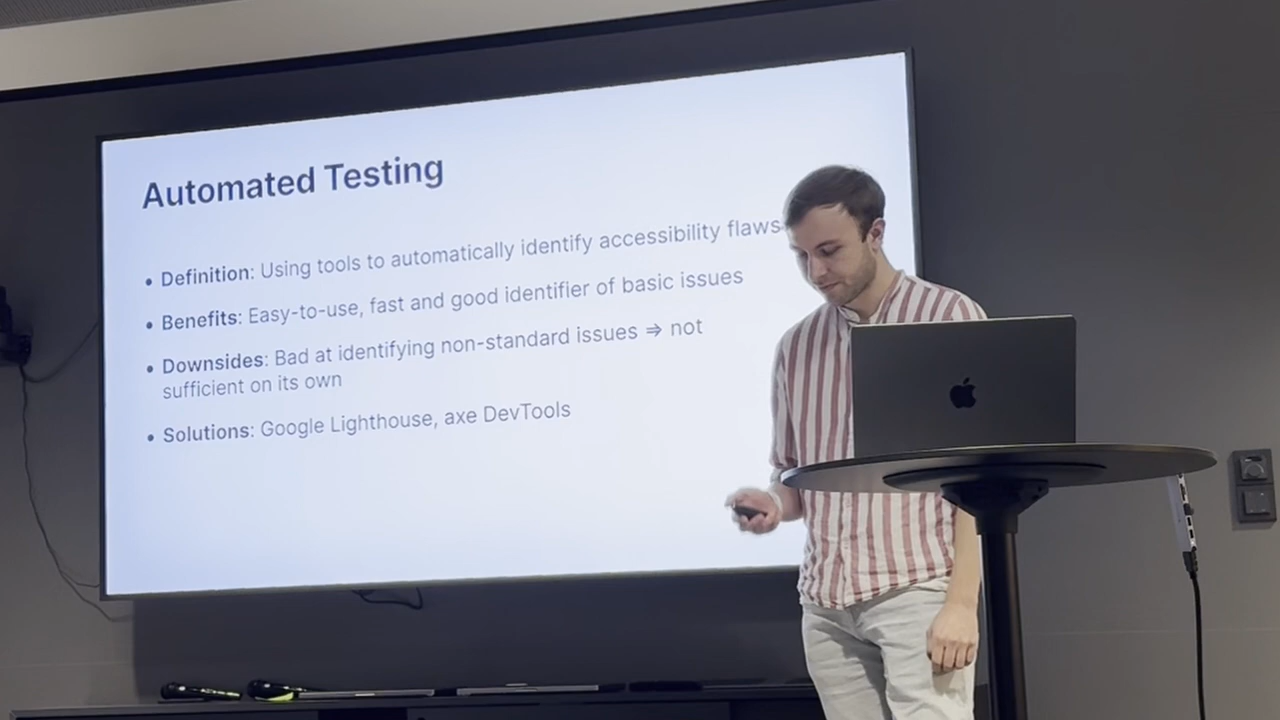 Automated Testing
• Definition: Using tools to automatically identify accessibility flaws
• Benefits: Easy-to-use, fast and good identifier of basic issues
• Downsides: Bad at identifying non-standard issues ⇒ not
sufficient on its own
• Solutions: Google Lighthouse, axe DevTools